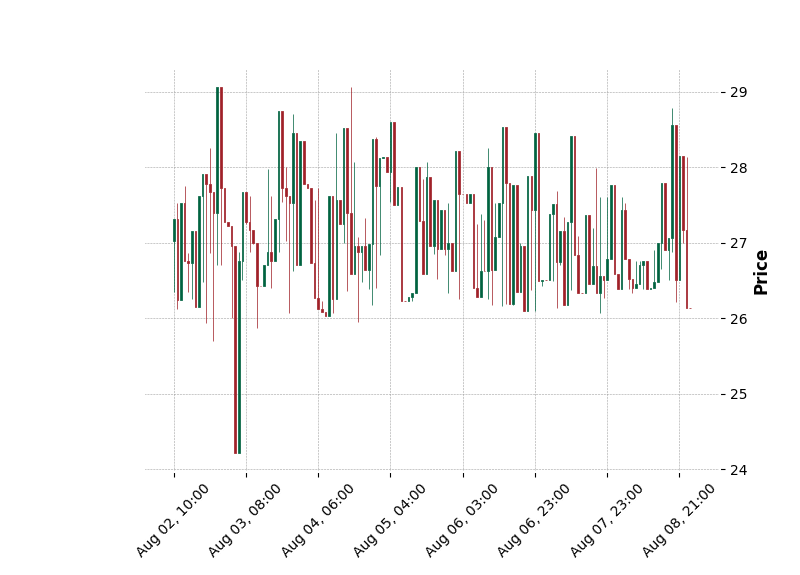 29
28
27
26
25
24
Price
Aug 02, 10:00
Aug 03, 08:00
Aug 04, 06:00
Aug 05, 04:00
Aug 06, 03:00
Aug 06, 23:00
Aug 07, 23:00
Aug 08, 21:00